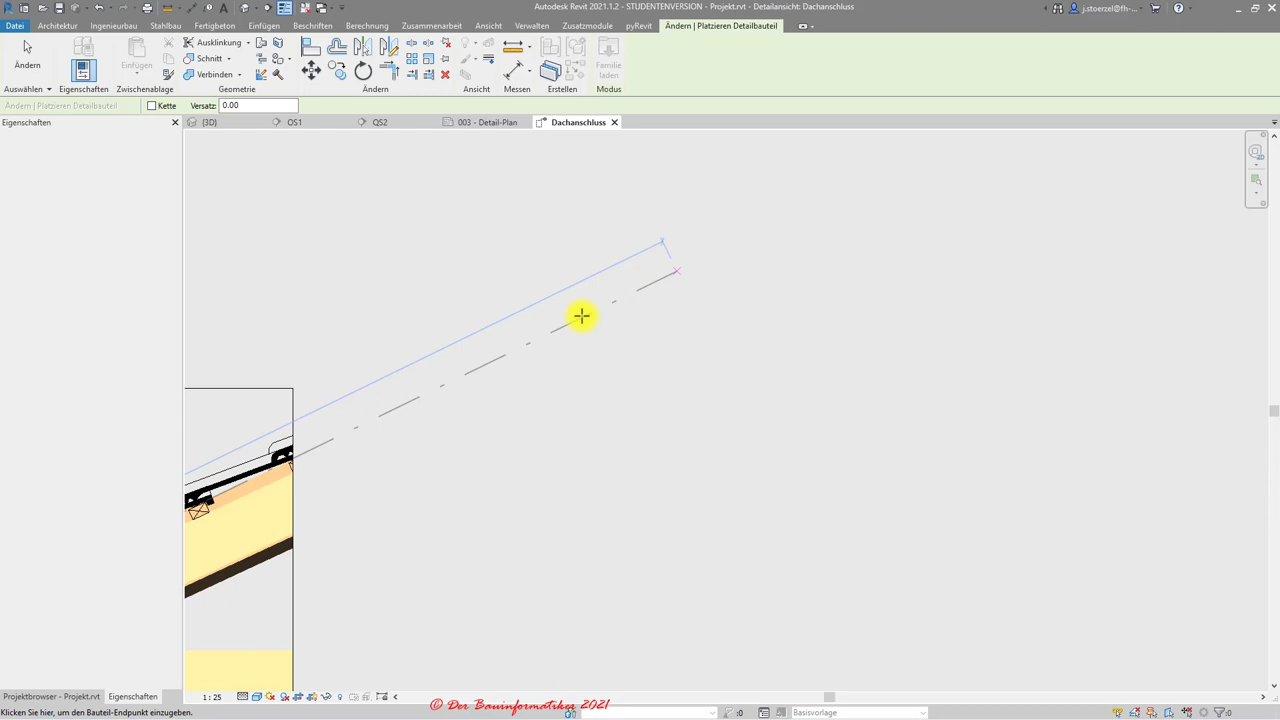 Autodesk Revit 2021.1.2 - STUDENTENVERSION - Projekt.rvt - Detailansicht: Dachanschluss
j.stoerzel@fh-...
Datei Architektur Ingenieurbau Stahlbau Fertigbeton Einfügen Beschriften Berechnung Zusammenarbeit Ansicht Verwalten Zusatzmodule pyRevit Ändern | Platzieren Detailbauteil
Ausklinkung
Ändern Einfügen Schnitt Familie laden
Verbinden
Auswählen Eigenschaften Zwischenablage Geometrie Ändern Ansicht Messen Erstellen Modus
Ändern | Platzieren Detailbauteil Kette Versatz: 0.00
Eigenschaften {3D} OS1 QS2 003 - Detail-Plan Dachanschluss
Projektbrowser - Projekt.rvt Eigenschaften 1 : 25
© Der Bauinformatiker 2021
Klicken Sie hier, um den Bauteil-Endpunkt einzugeben. :0 Basisvorlage :0